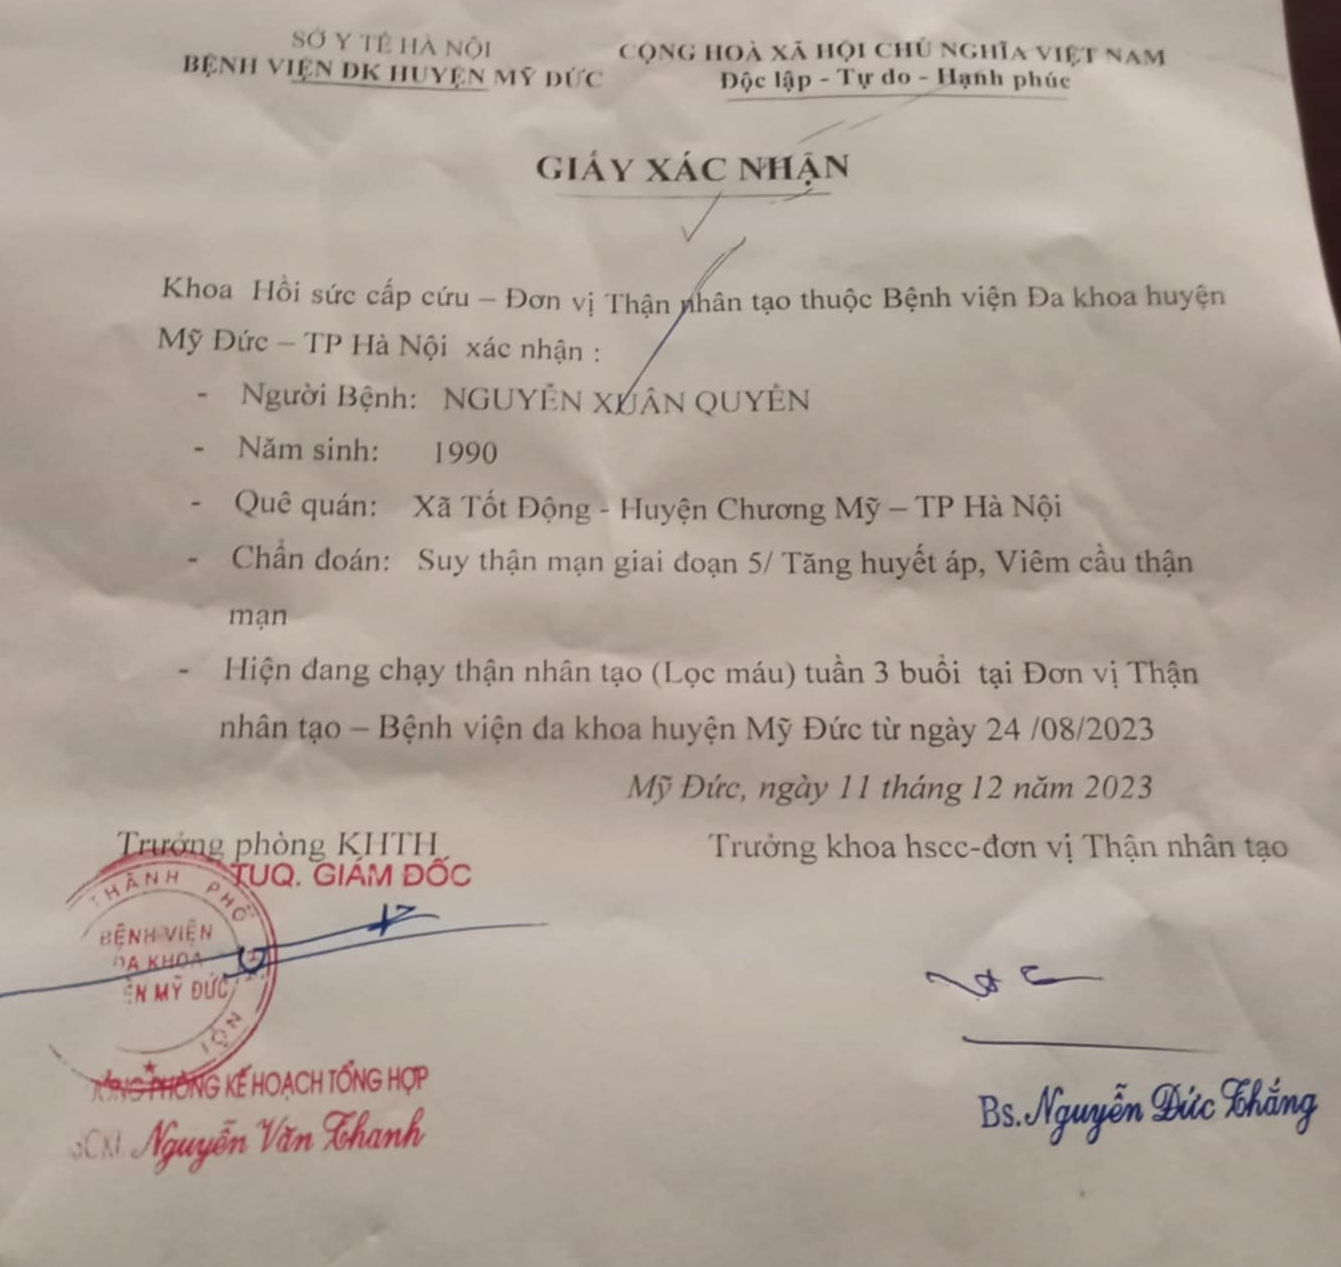 SỞ Y TẾ HÀ NỘI
BỆNH VIỆN ĐK HUYỆN MỸ ĐỨC
CỘNG HOÀ XÃ HỘI CHỦ NGHĨA VIỆT NAM
Độc lập - Tự do - Hạnh phúc
GIẤY XÁC NHẬN
Khoa Hồi sức cấp cứu – Đơn vị Thận nhân tạo thuộc Bệnh viện Đa khoa huyện
Mỹ Đức – TP Hà Nội xác nhận :
- Người Bệnh: NGUYỄN XUÂN QUYỀN
- Năm sinh: 1990
- Quê quán: Xã Tốt Động - Huyện Chương Mỹ – TP Hà Nội
- Chẩn đoán: Suy thận mạn giai đoạn 5/ Tăng huyết áp, Viêm cầu thận
mạn
- Hiện đang chạy thận nhân tạo (Lọc máu) tuần 3 buổi tại Đơn vị Thận
nhân tạo – Bệnh viện đa khoa huyện Mỹ Đức từ ngày 24 /08/2023
Mỹ Đức, ngày 11 tháng 12 năm 2023
Trưởng phòng KHTH
Trưởng khoa hscc-đơn vị Thận nhân tạo
TUQ. GIÁM ĐỐC
THÀNH PHỐ
BỆNH VIỆN
ĐA KHOA
MỸ ĐỨC
NỘI
PHÒNG KẾ HOẠCH TỔNG HỢP
Nguyễn Văn Thanh
Bs. Nguyễn Đức Thắng